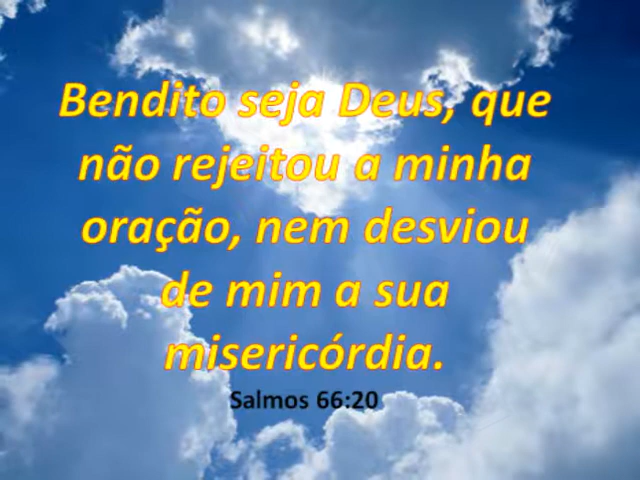 Bendito seja Deus, que
não rejeitou a minha
oração, nem desviou
de mim a sua
misericórdia.
Salmos 66:20